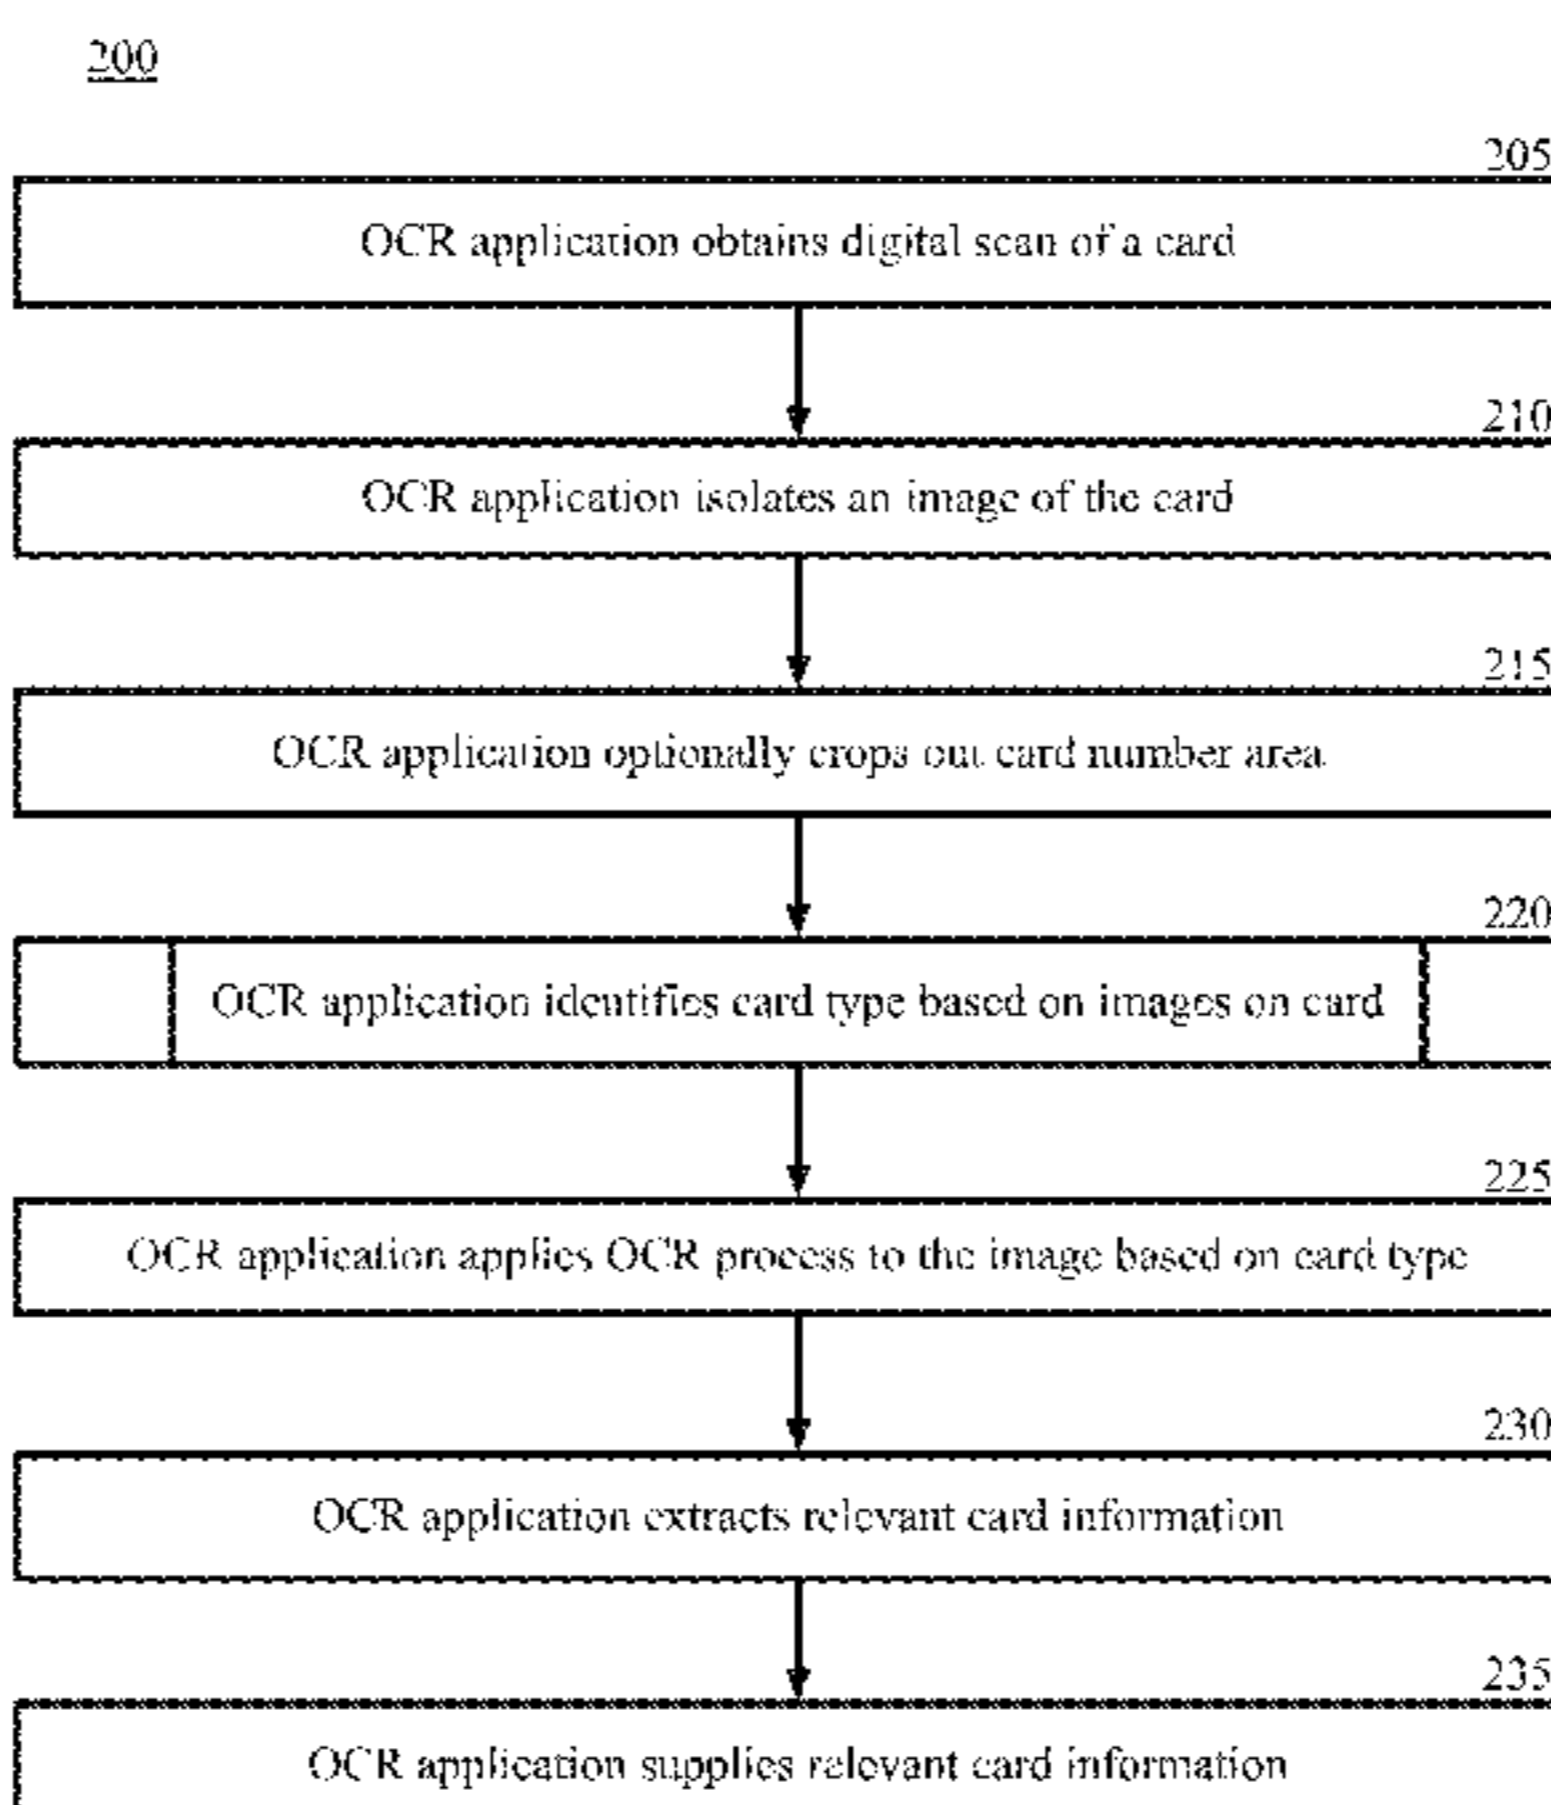 200
205
OCR application obtains digital scan of a card
210
OCR application isolates an image of the card
215
OCR application optionally crops out card number area
220
OCR application identifies card type based on images on card
225
OCR application applies OCR process to the image based on card type
230
OCR application extracts relevant card information
235
OCR application supplies relevant card information